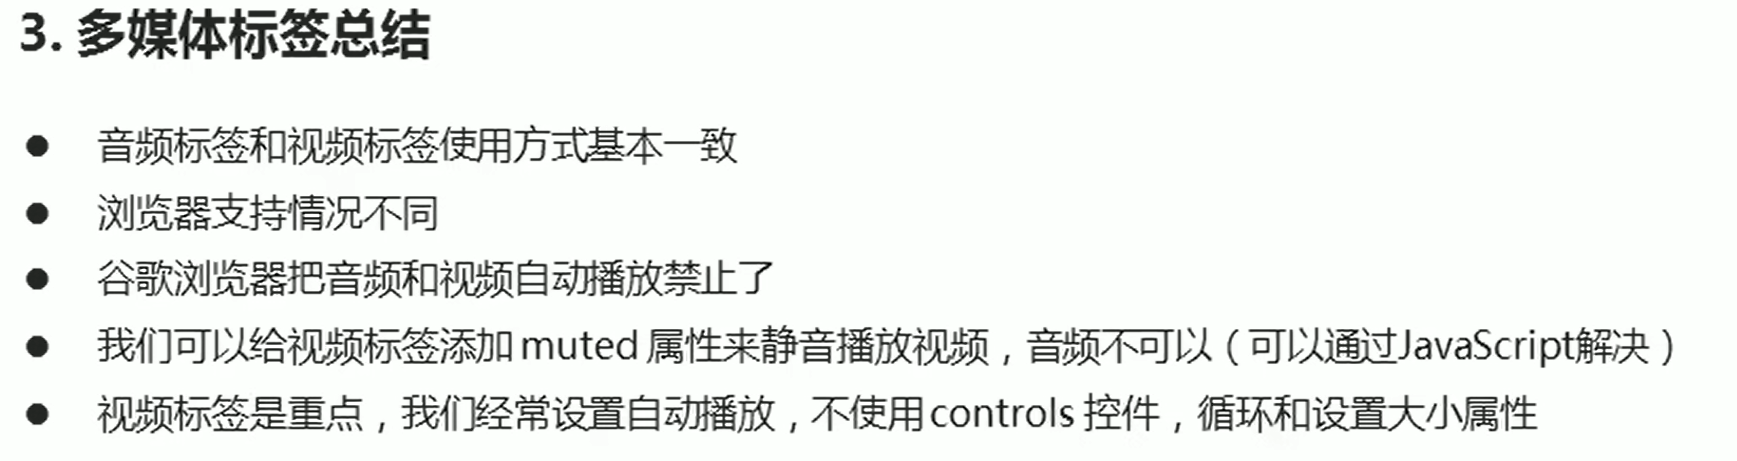 3. 多媒体标签总结
● 音频标签和视频标签使用方式基本一致
● 浏览器支持情况不同
● 谷歌浏览器把音频和视频自动播放禁止了
● 我们可以给视频标签添加 muted 属性来静音播放视频，音频不可以（可以通过JavaScript解决）
● 视频标签是重点，我们经常设置自动播放，不使用 controls 控件，循环和设置大小属性